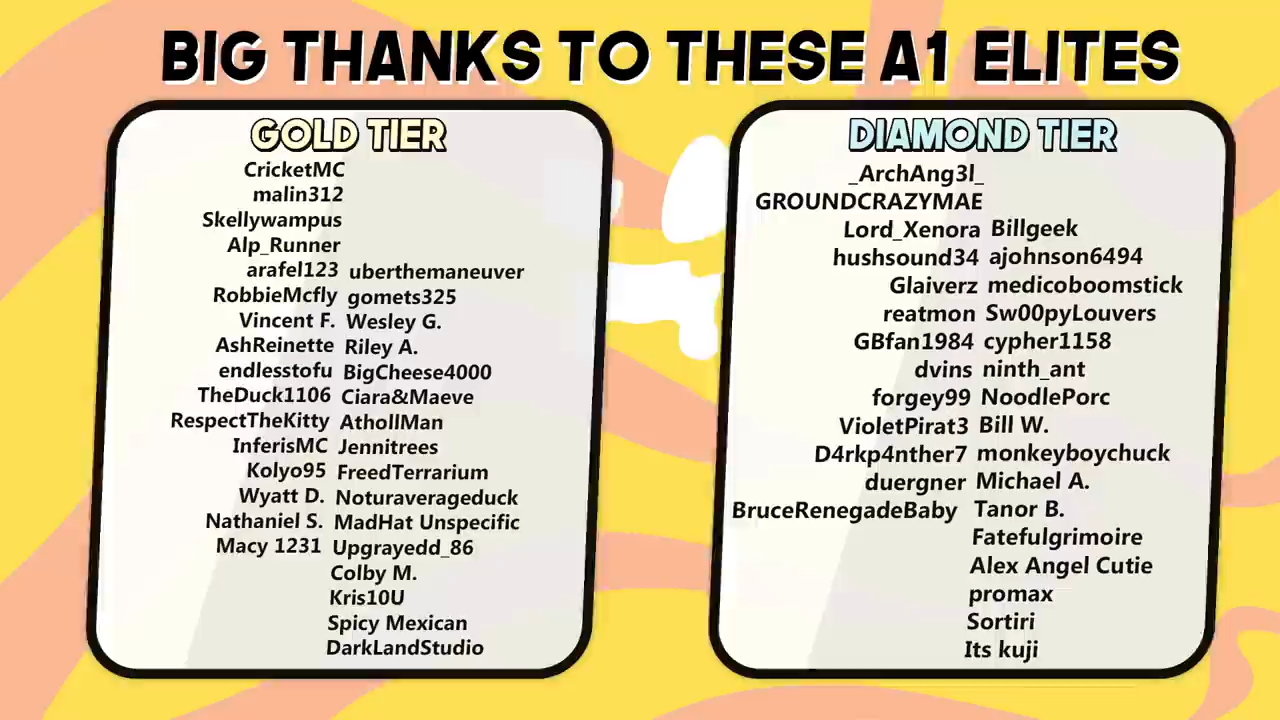 BIG THANKS TO THESE A1 ELITES
GOLD TIER
CricketMC
malin312
Skellywampus
Alp_Runner
arafel123 uberthemaneuver
RobbieMcfly gomets325
Vincent F. Wesley G.
AshReinette Riley A.
endlesstofu BigCheese4000
TheDuck1106 Ciara&Maeve
RespectTheKitty AthollMan
InferisMC Jennitrees
Kolyo95 FreedTerrarium
Wyatt D. Noturaverageduck
Nathaniel S. MadHat Unspecific
Macy 1231 Upgrayedd_86
Colby M.
Kris10U
Spicy Mexican
DarkLandStudio
DIAMOND TIER
_ArchAng3l_
GROUNDCRAZYMAE
Lord_Xenora Billgeek
hushsound34 ajohnson6494
Glaiverz medicoboomstick
reatmon Sw00pyLouvers
GBfan1984 cypher1158
dvins ninth_ant
forgey99 NoodlePorc
VioletPirat3 Bill W.
D4rkp4nther7 monkeyboychuck
duergner Michael A.
BruceRenegadeBaby Tanor B.
Fatefulgrimoire
Alex Angel Cutie
promax
Sortiri
Its kuji